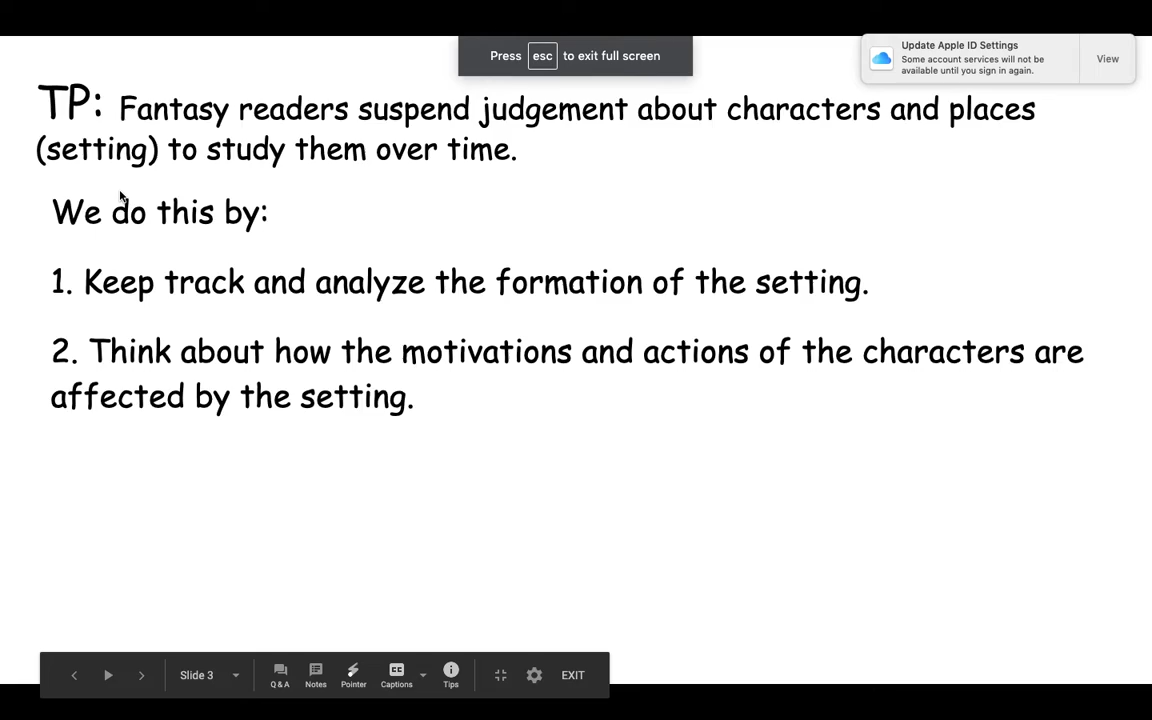 Press esc to exit full screen
Update Apple ID Settings
Some account services will not be
available until you sign in again.
View
TP: Fantasy readers suspend judgement about characters and places
(setting) to study them over time.
We do this by:
1. Keep track and analyze the formation of the setting.
2. Think about how the motivations and actions of the characters are
affected by the setting.
Slide 3
Q & A
Notes
Pointer
CC
Captions
Tips
EXIT